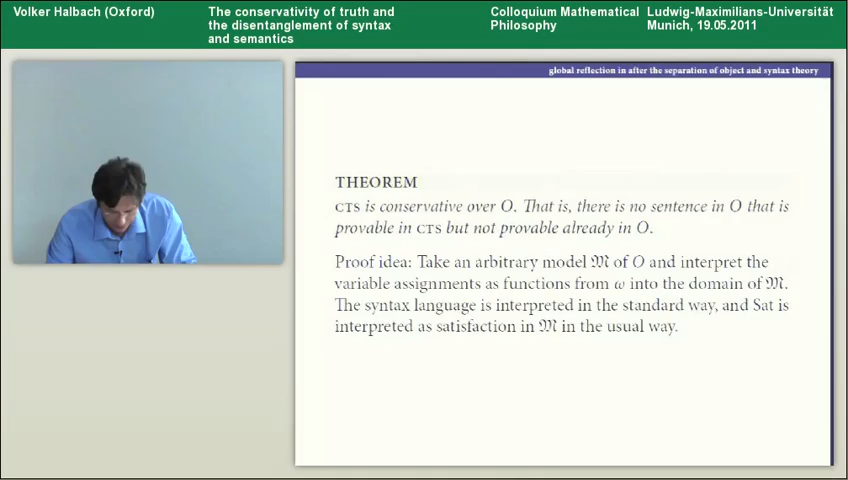 Volker Halbach (Oxford)
The conservativity of truth and
the disentanglement of syntax
and semantics
Colloquium Mathematical
Philosophy
Ludwig-Maximilians-Universität
Munich, 19.05.2011
global reflection in after the separation of object and syntax theory
THEOREM
CTS is conservative over O. That is, there is no sentence in O that is
provable in CTS but not provable already in O.
Proof idea: Take an arbitrary model 𝔐 of O and interpret the
variable assignments as functions from ω into the domain of 𝔐.
The syntax language is interpreted in the standard way, and Sat is
interpreted as satisfaction in 𝔐 in the usual way.